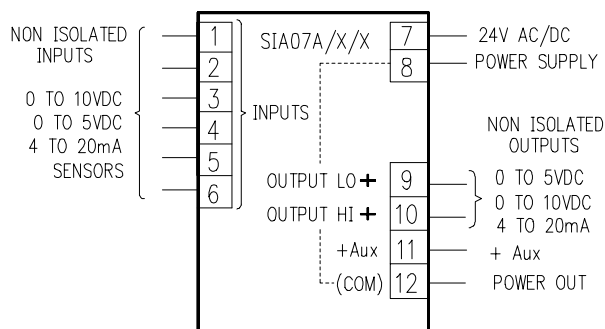 NON ISOLATED
INPUTS
0 TO 10VDC
0 TO 5VDC
4 TO 20mA
SENSORS
1
2
3
4
5
6
INPUTS
SIA07A/X/X
7
8
24V AC/DC
POWER SUPPLY
NON ISOLATED
OUTPUTS
OUTPUT LO +
9
0 TO 5VDC
OUTPUT HI +
10
0 TO 10VDC
4 TO 20mA
+Aux
11
+ Aux
(COM)
12
POWER OUT